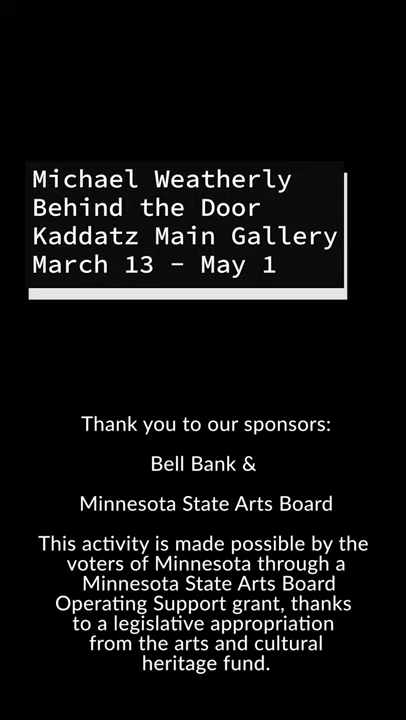 Michael Weatherly
Behind the Door
Kaddatz Main Gallery
March 13 – May 1
Thank you to our sponsors:
Bell Bank &
Minnesota State Arts Board
This activity is made possible by the
voters of Minnesota through a
Minnesota State Arts Board
Operating Support grant, thanks
to a legislative appropriation
from the arts and cultural
heritage fund.